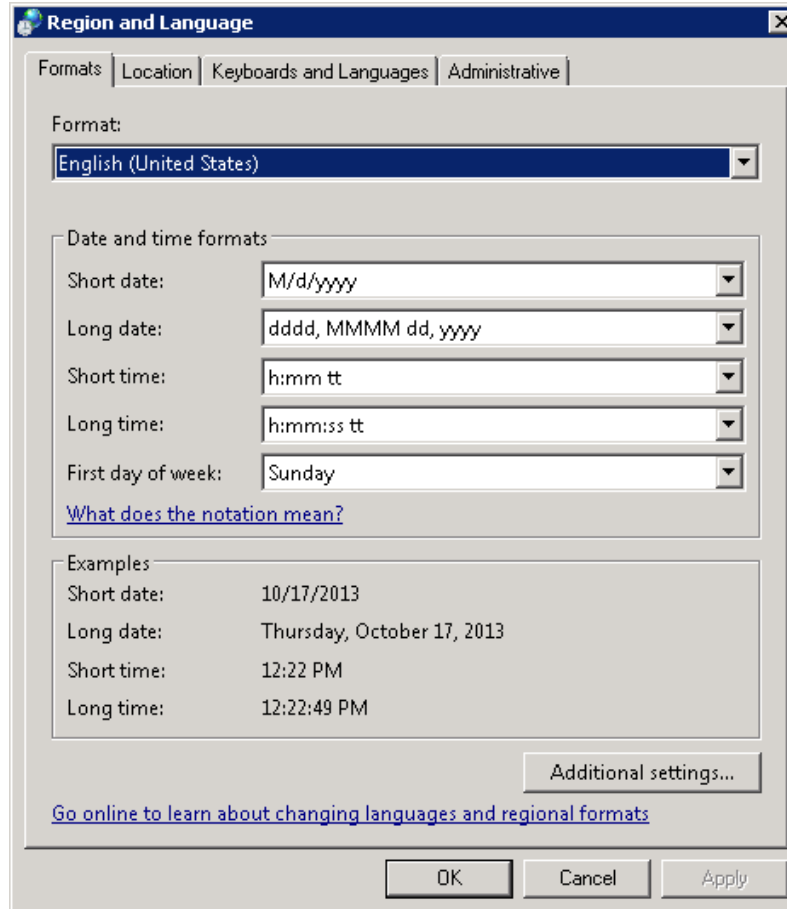 Region and Language
Formats Location Keyboards and Languages Administrative
Format:
English (United States)
Date and time formats
Short date: M/d/yyyy
Long date: dddd, MMMM dd, yyyy
Short time: h:mm tt
Long time: h:mm:ss tt
First day of week: Sunday
What does the notation mean?
Examples
Short date: 10/17/2013
Long date: Thursday, October 17, 2013
Short time: 12:22 PM
Long time: 12:22:49 PM
Additional settings...
Go online to learn about changing languages and regional formats
OK Cancel Apply